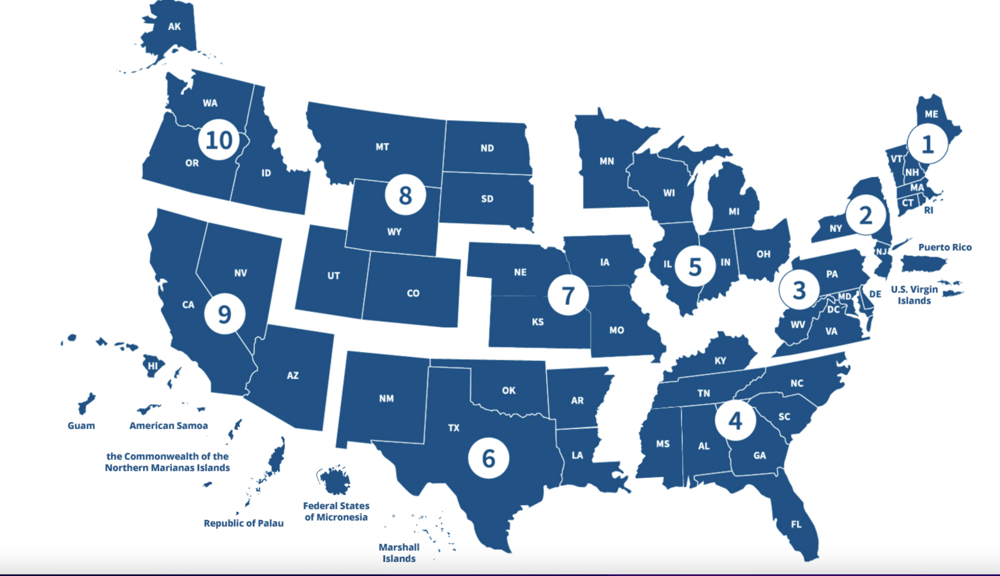 AK
WA
10
OR
ID
MT
ND
8
SD
WY
UT
CO
MN
WI
MI
IL
5
IN
OH
ME
1
VT
NH
MA
CT
RI
2
NY
NJ
Puerto Rico
U.S. Virgin
Islands
PA
3
MD
DE
DC
WV
VA
NV
CA
9
AZ
HI
Guam
American Samoa
the Commonwealth of the
Northern Marianas Islands
Republic of Palau
Federal States
of Micronesia
Marshall
Islands
NE
IA
7
KS
MO
NM
OK
AR
TX
6
LA
KY
TN
NC
4
SC
MS
AL
GA
FL